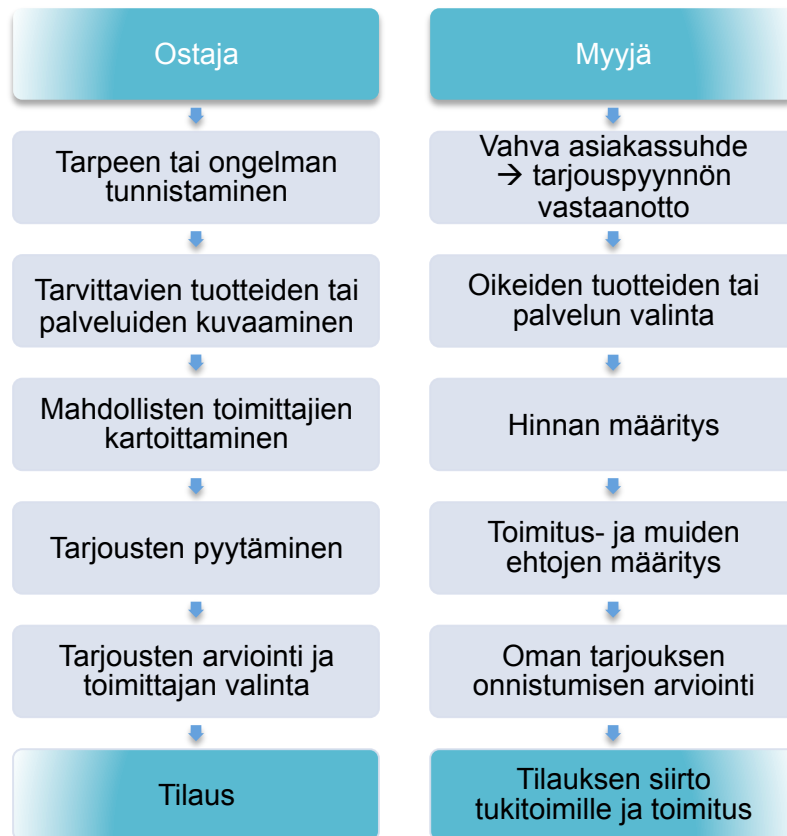 Ostaja
Tarpeen tai ongelman
tunnistaminen
Tarvittavien tuotteiden tai
palveluiden kuvaaminen
Mahdollisten toimittajien
kartoittaminen
Tarjousten pyytäminen
Tarjousten arviointi ja
toimittajan valinta
Tilaus
Myyjä
Vahva asiakassuhde
→ tarjouspyynnön
vastaanotto
Oikeiden tuotteiden tai
palvelun valinta
Hinnan määritys
Toimitus- ja muiden
ehtojen määritys
Oman tarjouksen
onnistumisen arviointi
Tilauksen siirto
tukitoimille ja toimitus